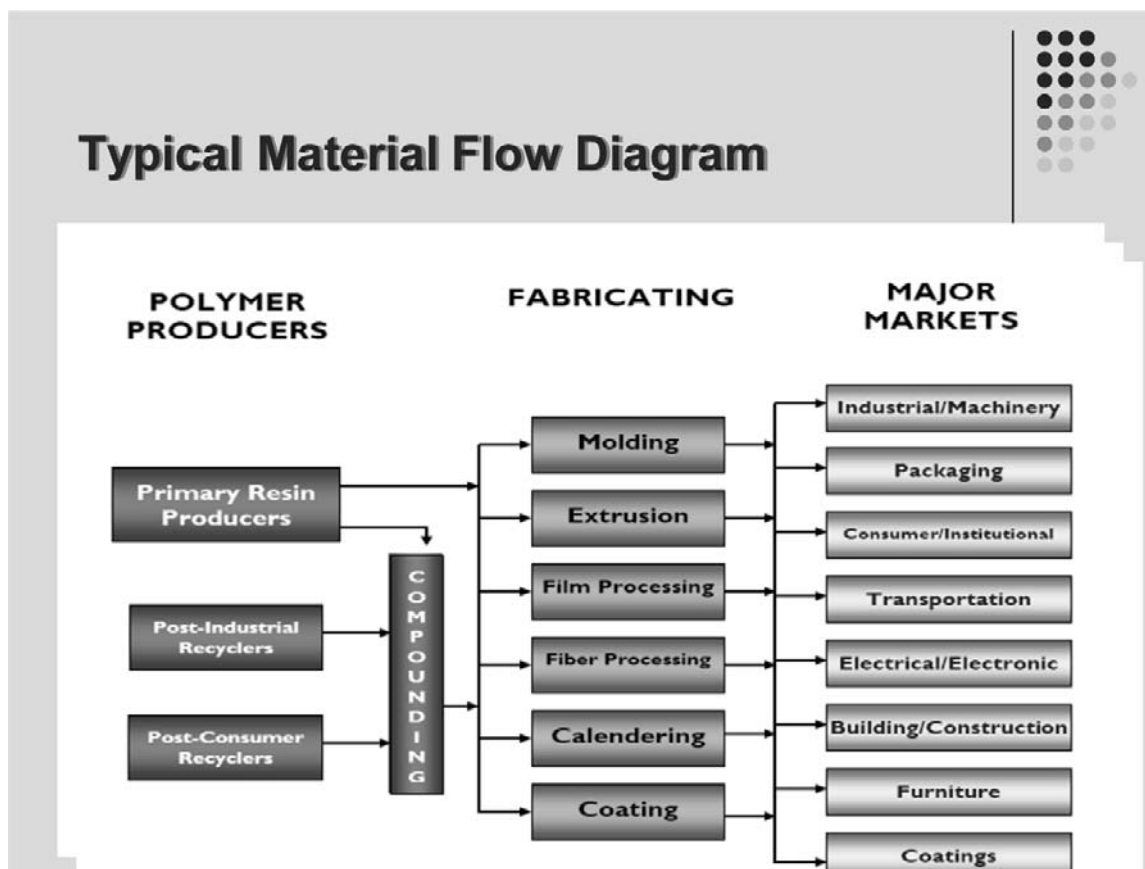 Typical Material Flow Diagram
POLYMER
PRODUCERS
FABRICATING
MAJOR
MARKETS
Primary Resin
Producers
Post-Industrial
Recyclers
Post-Consumer
Recyclers
COMPOUNDING
Molding
Extrusion
Film Processing
Fiber Processing
Calendering
Coating
Industrial/Machinery
Packaging
Consumer/Institutional
Transportation
Electrical/Electronic
Building/Construction
Furniture
Coatings